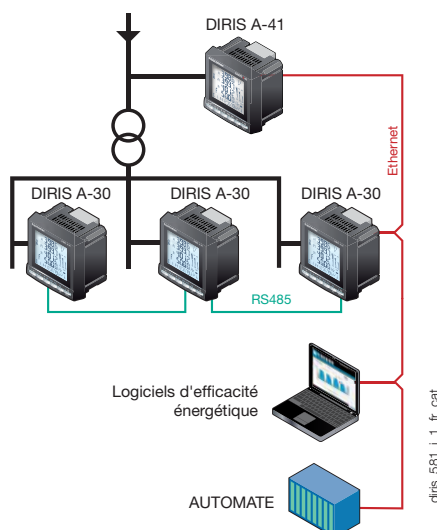 DIRIS A-41
Ethernet
DIRIS A-30
DIRIS A-30
DIRIS A-30
RS485
Logiciels d'efficacité
énergétique
AUTOMATE
diris_581_i_1_fr_cat